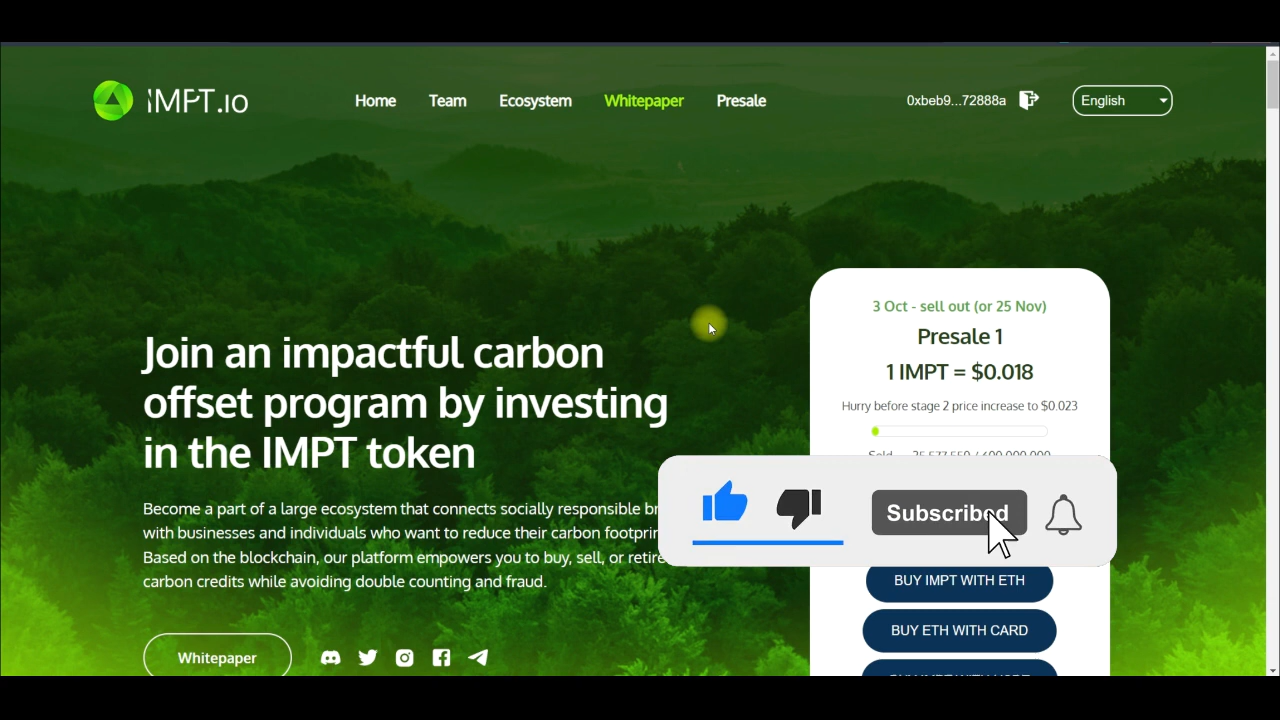 IMPT.io
Home Team Ecosystem Whitepaper Presale
0xbeb9...72888a
English
Join an impactful carbon
offset program by investing
in the IMPT token
Become a part of a large ecosystem that connects socially responsible br
with businesses and individuals who want to reduce their carbon footprin
Based on the blockchain, our platform empowers you to buy, sell, or retire
carbon credits while avoiding double counting and fraud.
Whitepaper
3 Oct - sell out (or 25 Nov)
Presale 1
1 IMPT = $0.018
Hurry before stage 2 price increase to $0.023
Subscribed
BUY IMPT WITH ETH
BUY ETH WITH CARD